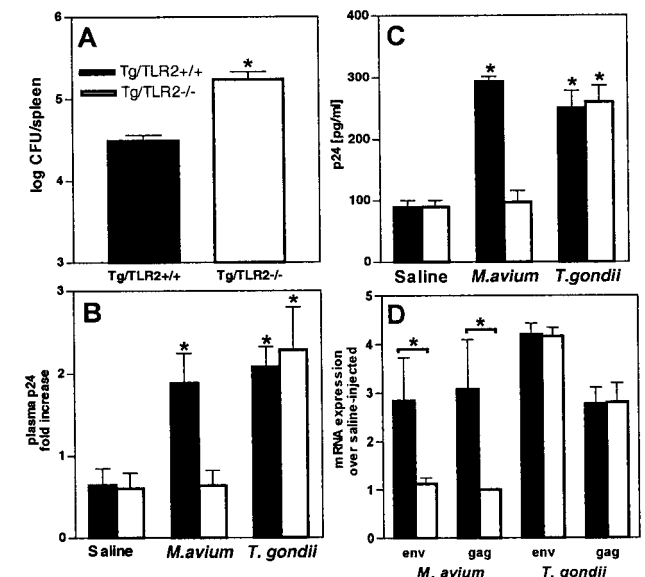 A
Tg/TLR2+/+
Tg/TLR2-/-
*
log CFU/spleen
6
5
4
3
Tg/TLR2+/+ Tg/TLR2-/-
C
p24 [pg/ml]
400
300
200
100
0
* * *
Saline M.avium T.gondii
B
plasma p24
fold increase
3
2
1
0
* * *
Saline M.avium T. gondii
D
mRNA expression
over saline-injected
5
4
3
2
1
0
* *
env gag env gag
M. avium T. gondii